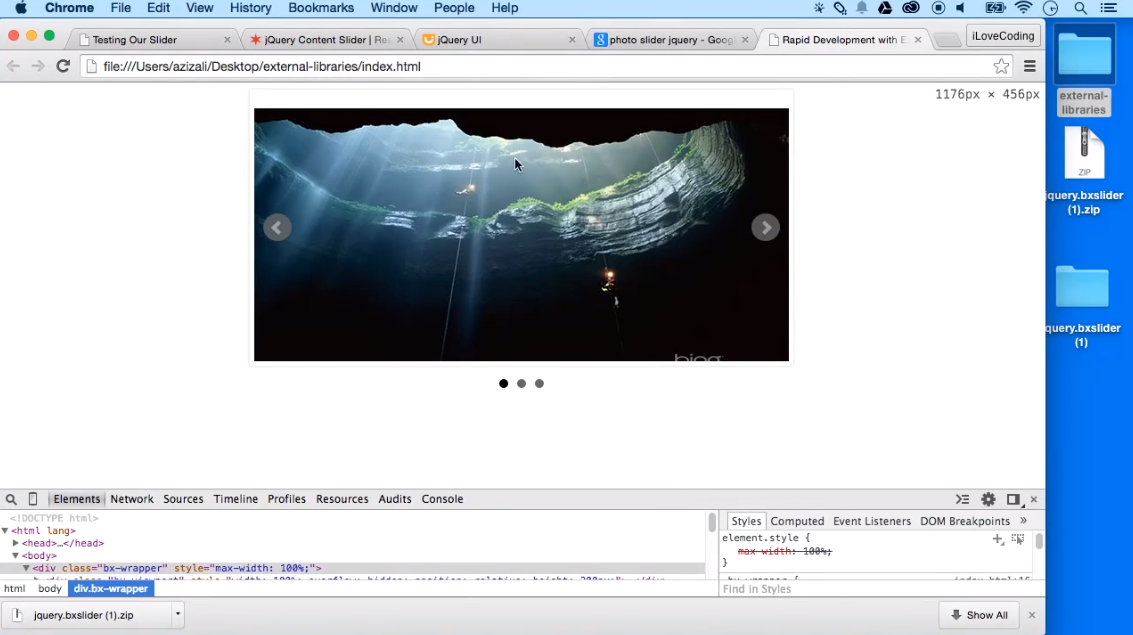 Chrome File Edit View History Bookmarks Window People Help
Testing Our Slider
jQuery Content Slider | Re
jQuery UI
photo slider jquery - Goog
Rapid Development with E
iLoveCoding
file:///Users/azizali/Desktop/external-libraries/index.html
1176px × 456px
external-
libraries
ZIP
jquery.bxslider
(1).zip
query.bxslider
(1)
bing
Elements Network Sources Timeline Profiles Resources Audits Console
<!DOCTYPE html>
<html lang>
<head>…</head>
<body>
<div class="bx-wrapper" style="max-width: 100%;">
html body div.bx-wrapper
Styles Computed Event Listeners DOM Breakpoints »
element.style {
max-width: 100%;
}
Find in Styles
jquery.bxslider (1).zip
Show All